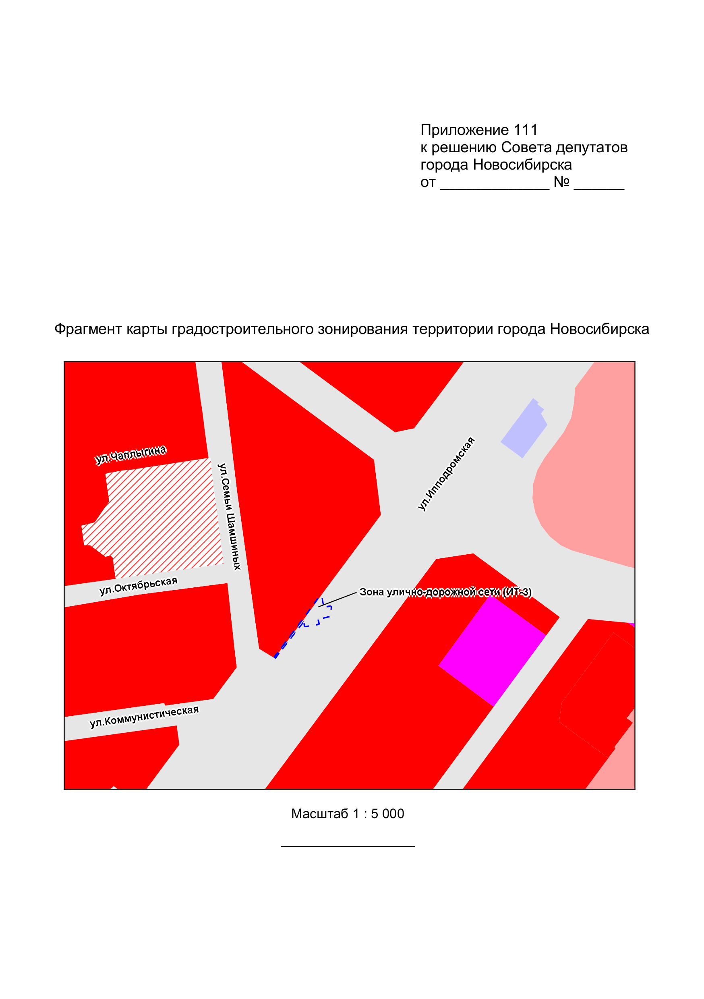 Приложение 111
к решению Совета депутатов
города Новосибирска
от _____________ № ______
Фрагмент карты градостроительного зонирования территории города Новосибирска
ул.Чаплыгина
ул.Семьи Шамшиных
ул.Ипподромская
ул.Октябрьская
Зона улично-дорожной сети (ИТ-3)
ул.Коммунистическая
Масштаб 1 : 5 000